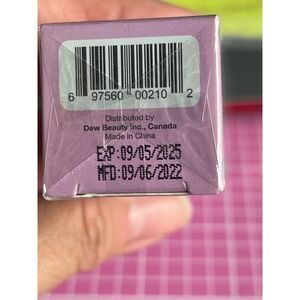 6 97560 00210 2
Distributed by
Dew Beauty Inc., Canada
Made in China
EXP:09/05/2025
MFD:09/06/2022